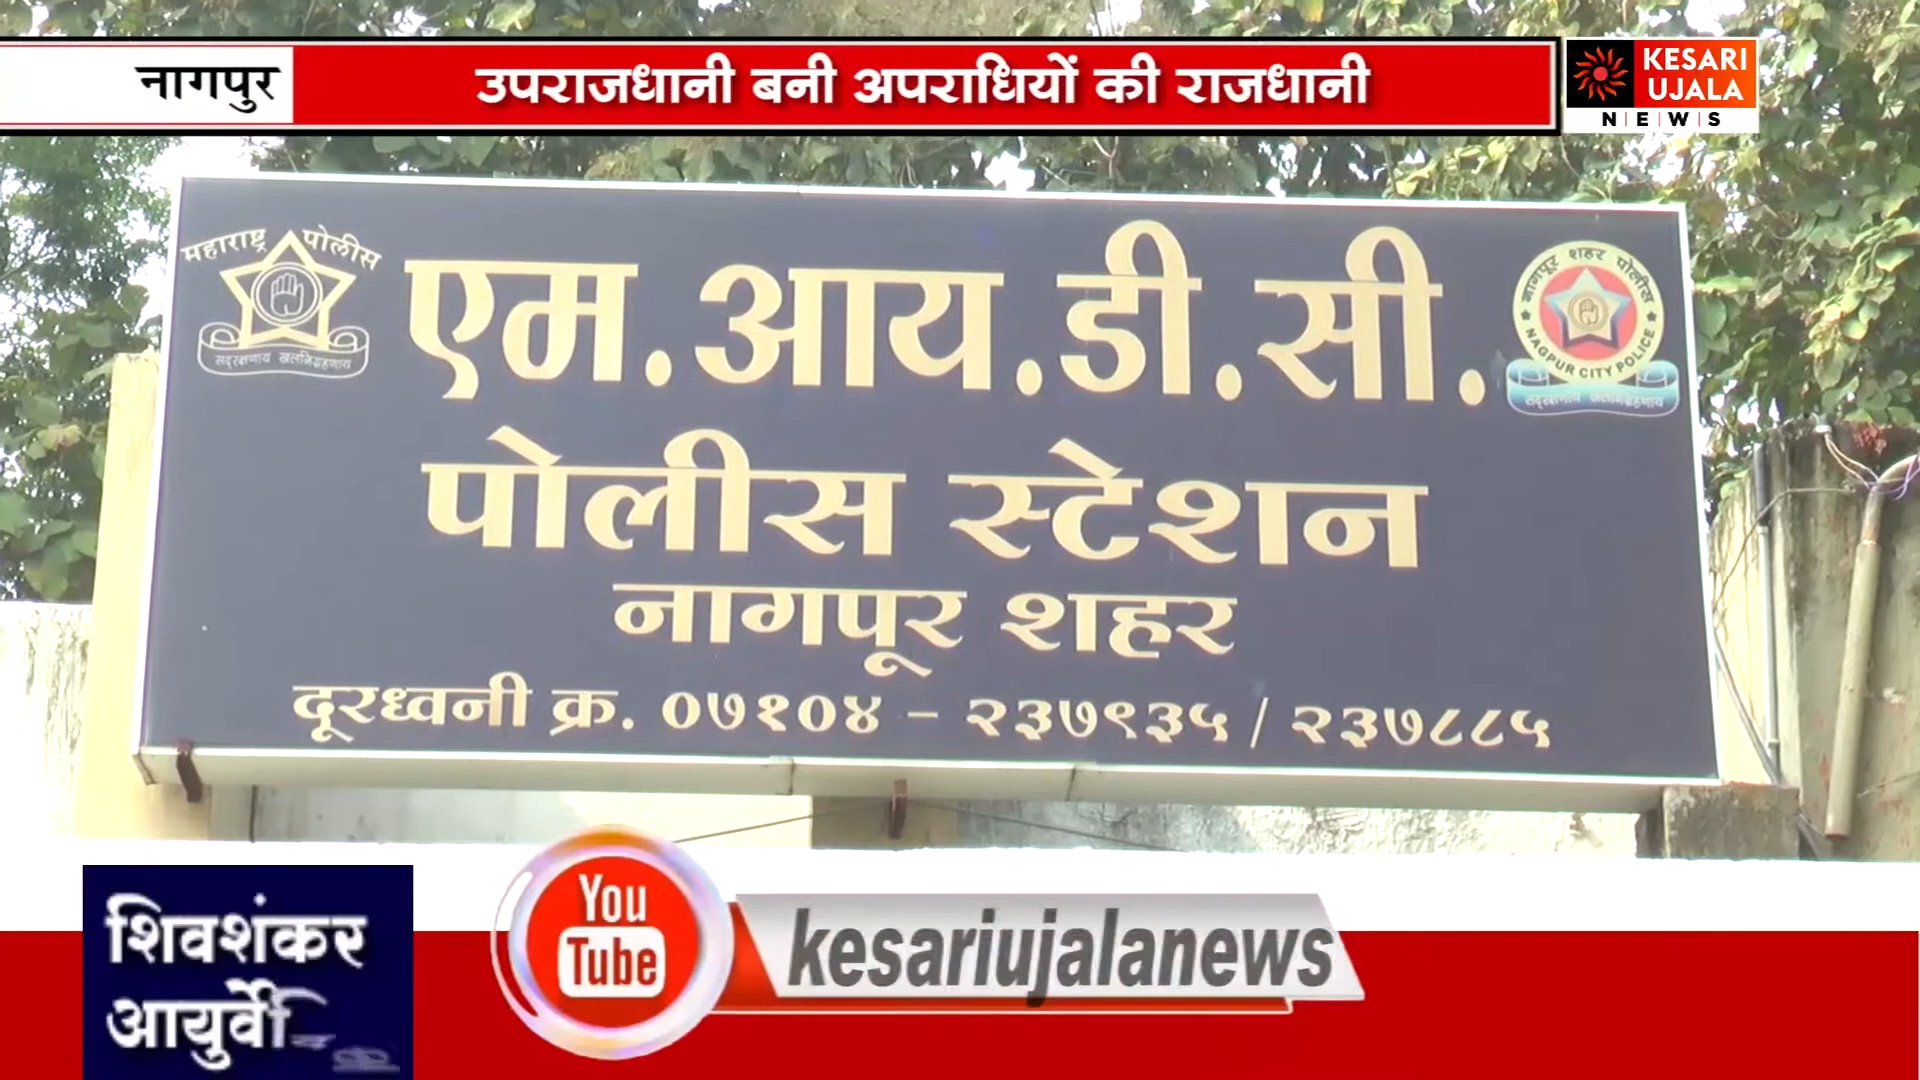 नागपुर
उपराजधानी बनी अपराधियों की राजधानी
KESARI
UJALA
NEWS
महाराष्ट्र पोलीस
सद्रक्षणाय खलनिग्रहणाय
एम.आय.डी.सी.
नागपूर शहर पोलीस
NAGPUR CITY POLICE
सद्रक्षणाय खलनिग्रहणाय
पोलीस स्टेशन
नागपूर शहर
दूरध्वनी क्र. ०७१०४ - २३७९३५ / २३७८८५
शिवशंकर
You
Tube
kesariujalanews